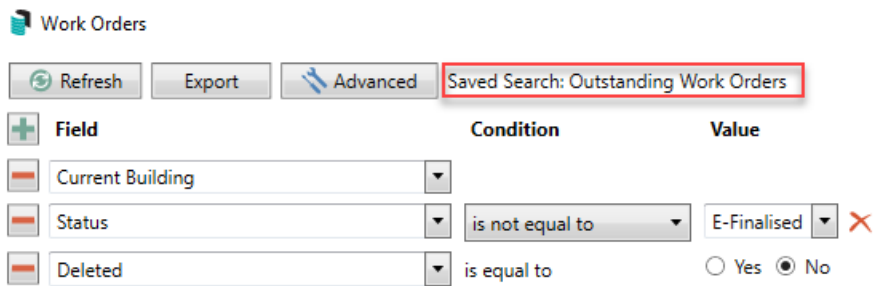 Work Orders
Refresh Export Advanced Saved Search: Outstanding Work Orders
Field Condition Value
Current Building
Status is not equal to E-Finalised
Deleted is equal to Yes No